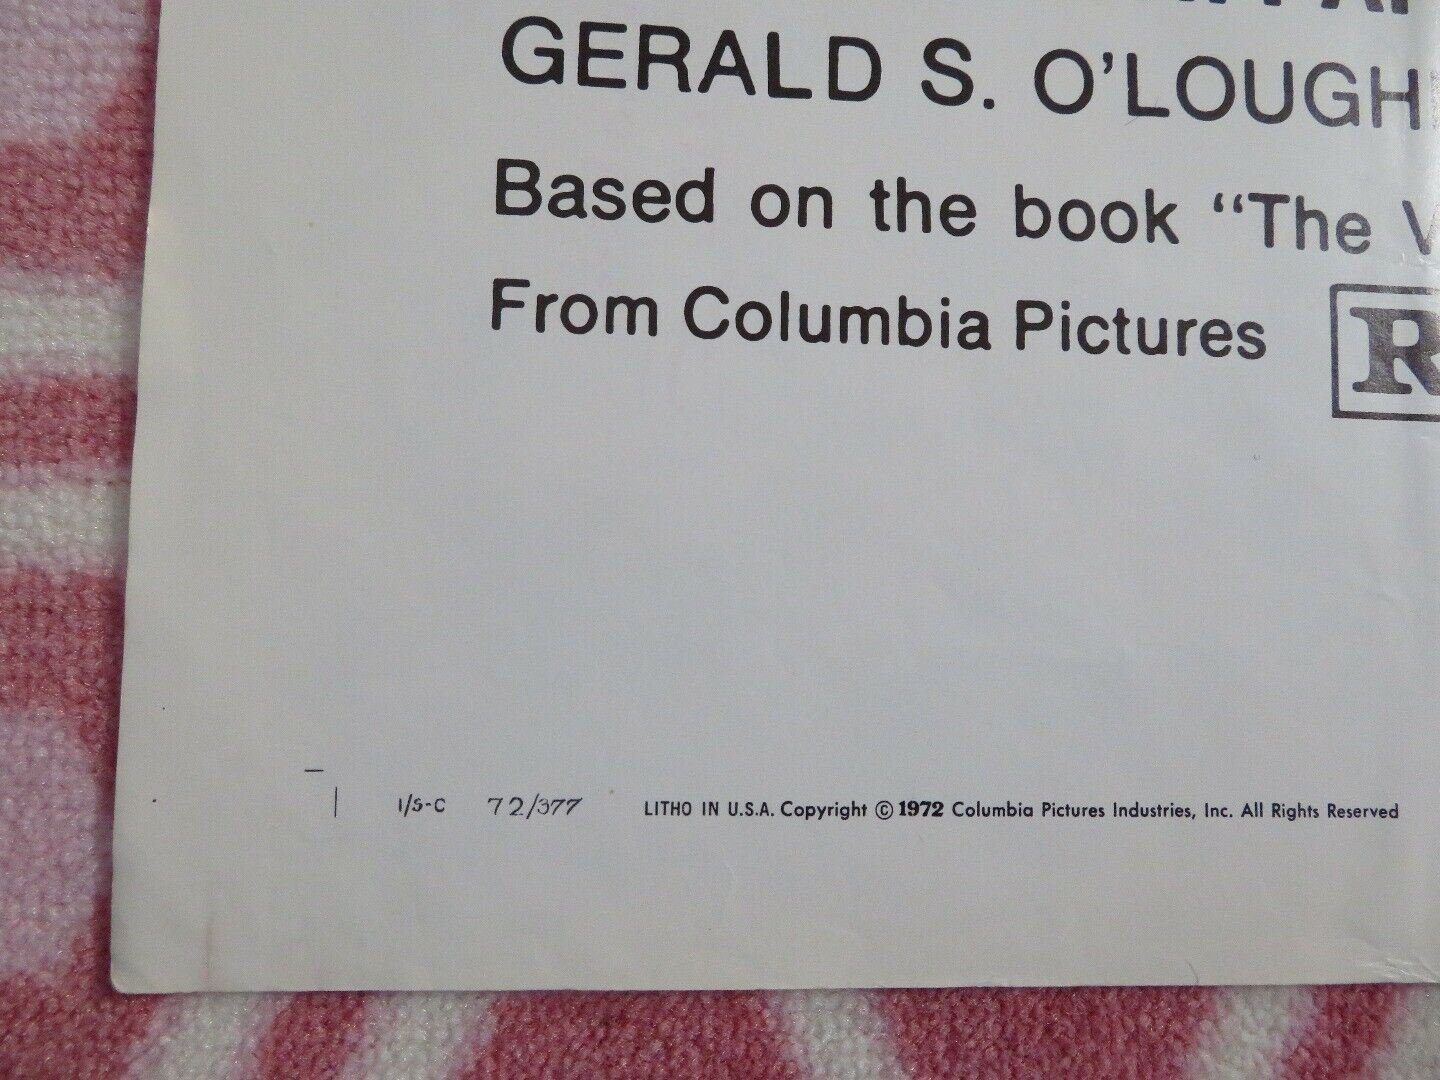 GERALD S. O'LOUGH
Based on the book "The
From Columbia Pictures R
1/S-C 72/377 LITHO IN U.S.A. Copyright © 1972 Columbia Pictures Industries, Inc. All Rights Reserved